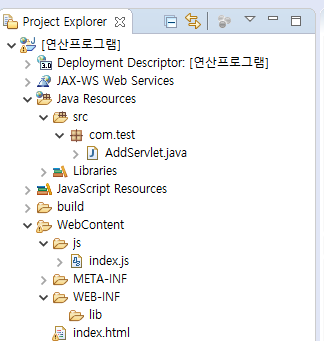 Project Explorer
[연산프로그램]
3.0 Deployment Descriptor: [연산프로그램]
JAX-WS Web Services
Java Resources
src
com.test
AddServlet.java
Libraries
JavaScript Resources
build
WebContent
js
index.js
META-INF
WEB-INF
lib
index.html